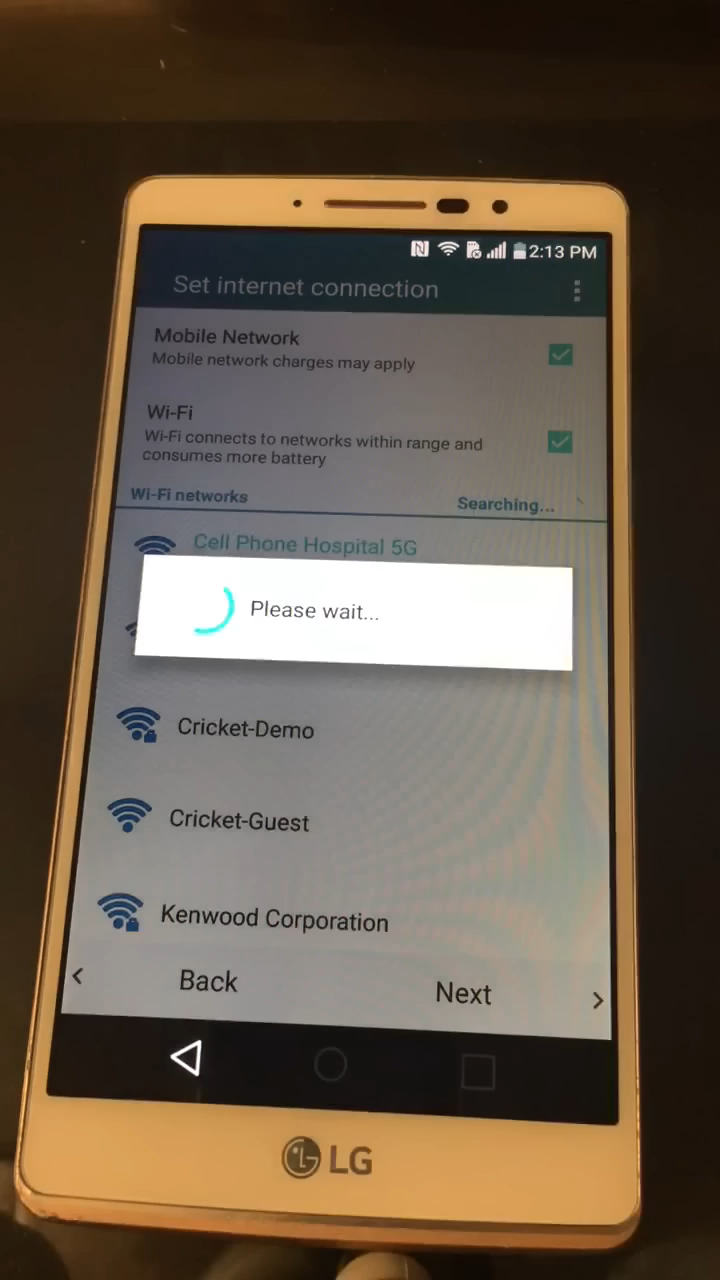 2:13 PM
Set internet connection
Mobile Network
Mobile network charges may apply
Wi-Fi
Wi-Fi connects to networks within range and
consumes more battery
Wi-Fi networks
Searching...
Cell Phone Hospital 5G
Please wait...
Cricket-Demo
Cricket-Guest
Kenwood Corporation
Back
Next
LG